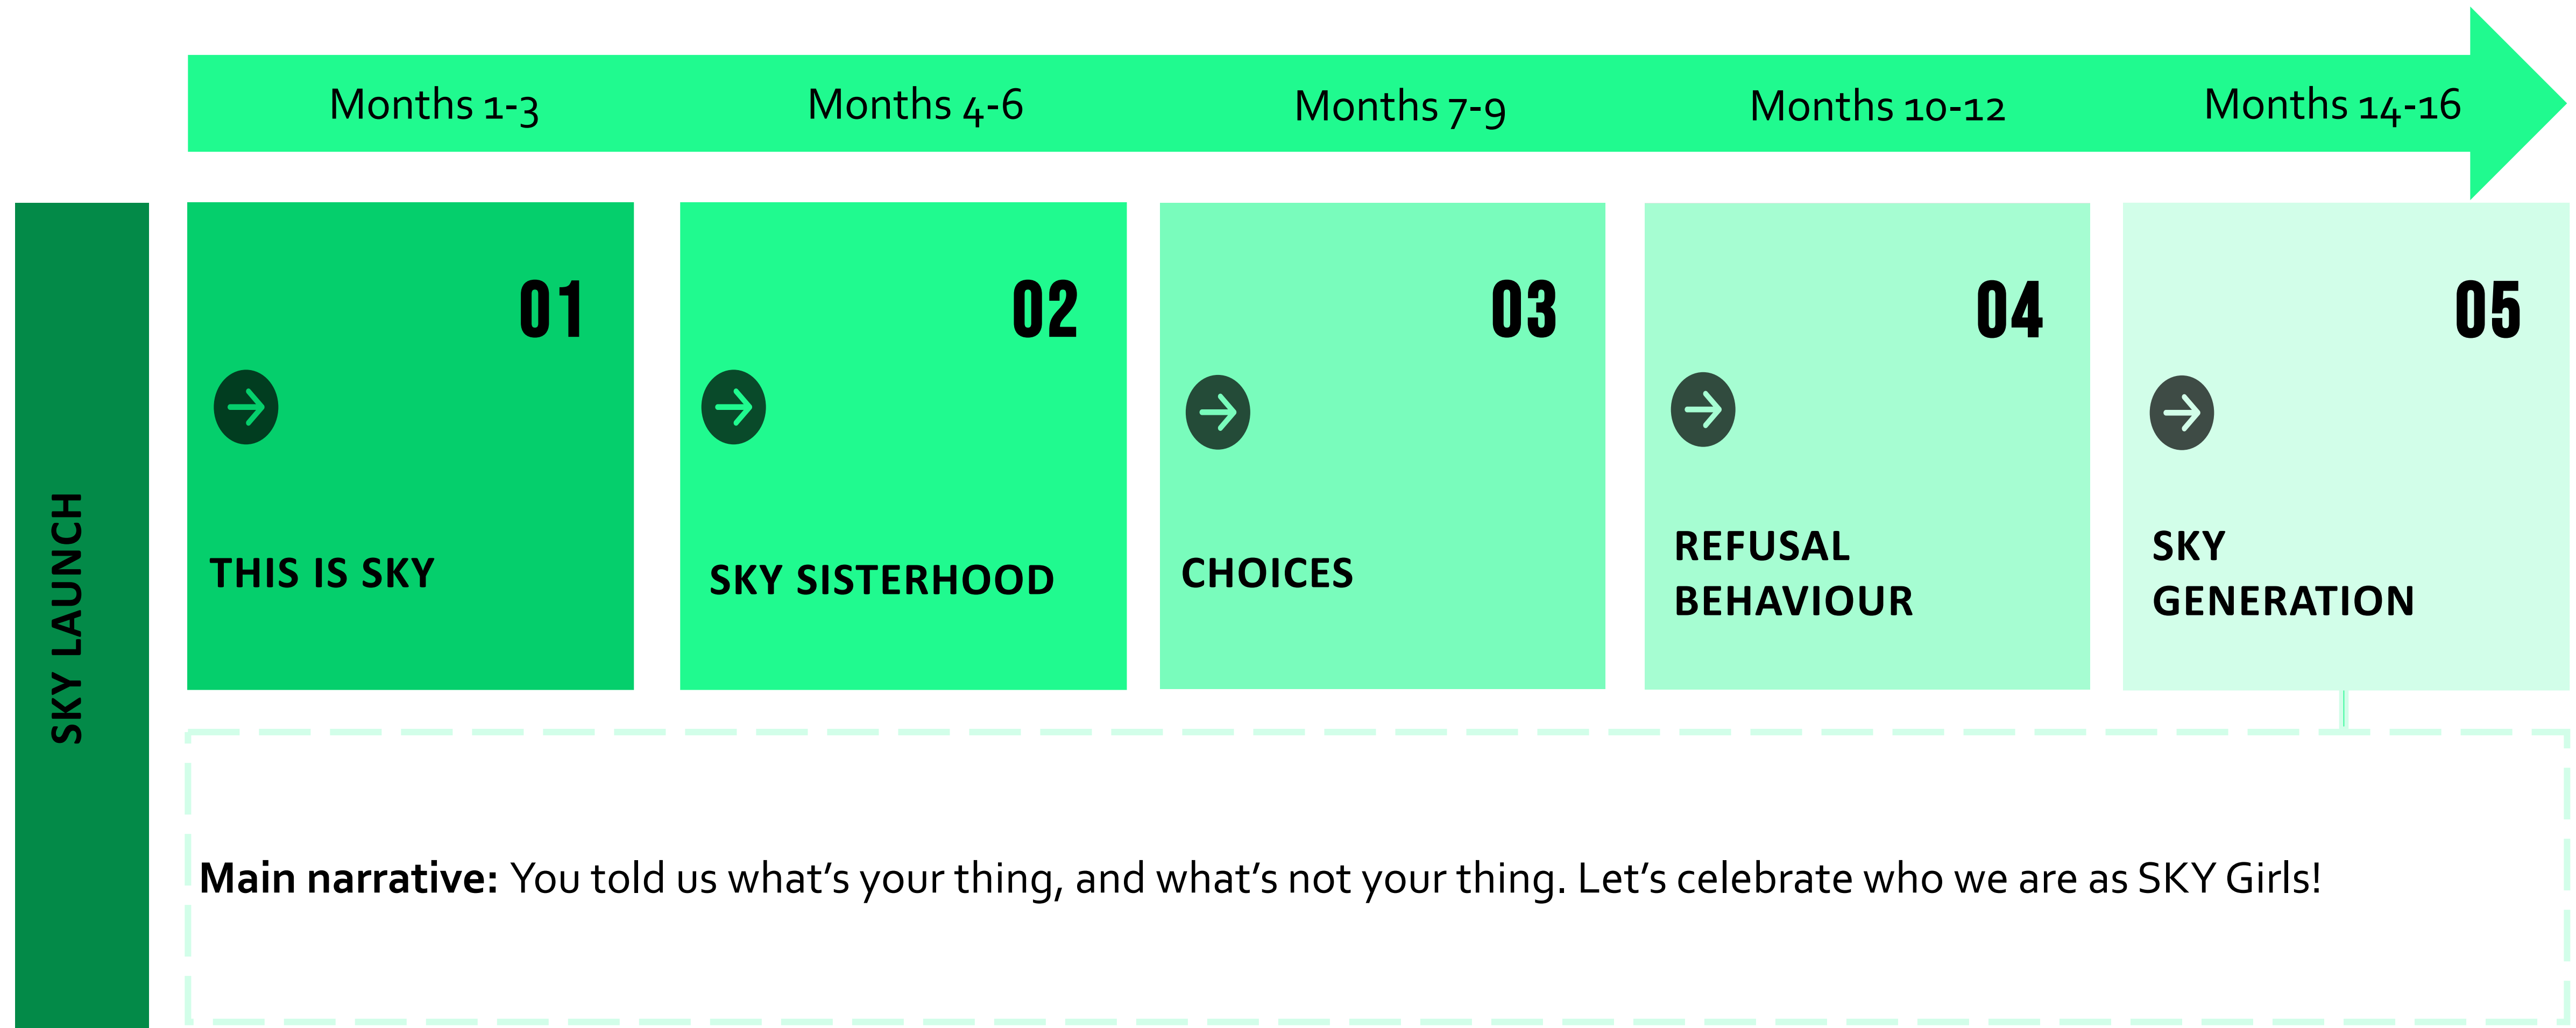 Months 1-3
Months 4-6
Months 7-9
Months 10-12
Months 14-16
SKY LAUNCH
01
THIS IS SKY
02
SKY SISTERHOOD
03
CHOICES
04
REFUSAL
BEHAVIOUR
05
SKY
GENERATION
Main narrative: You told us what’s your thing, and what’s not your thing. Let’s celebrate who we are as SKY Girls!